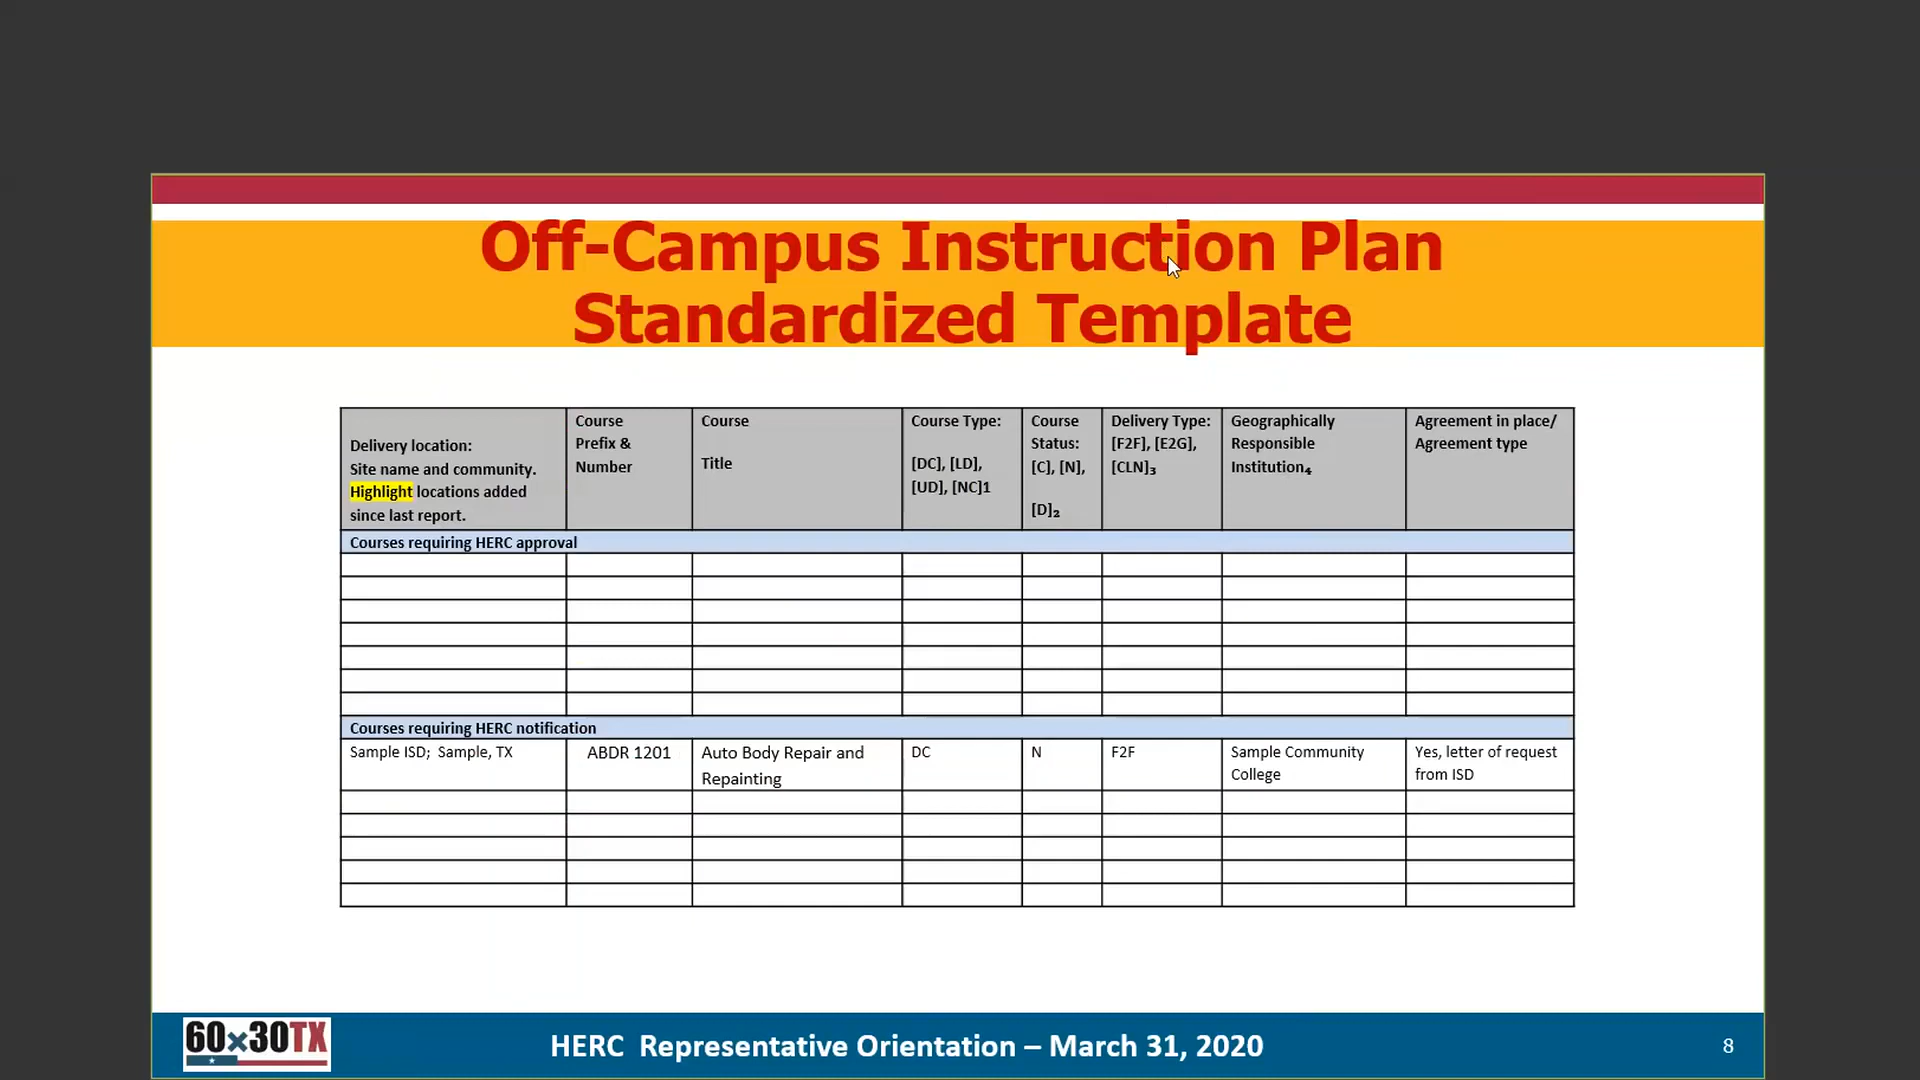 Off-Campus Instruction Plan
Standardized Template
Delivery location:
Site name and community.
Highlight locations added
since last report.
Course
Prefix &
Number
Course
Title
Course Type:
[DC], [LD],
[UD], [NC]1
Course
Status:
[C], [N],
[D]₂
Delivery Type:
[F2F], [E2G],
[CLN]₃
Geographically
Responsible
Institution₄
Agreement in place/
Agreement type
Courses requiring HERC approval
Courses requiring HERC notification
Sample ISD; Sample, TX
ABDR 1201
Auto Body Repair and
Repainting
DC
N
F2F
Sample Community
College
Yes, letter of request
from ISD
60x30TX
HERC Representative Orientation – March 31, 2020
8